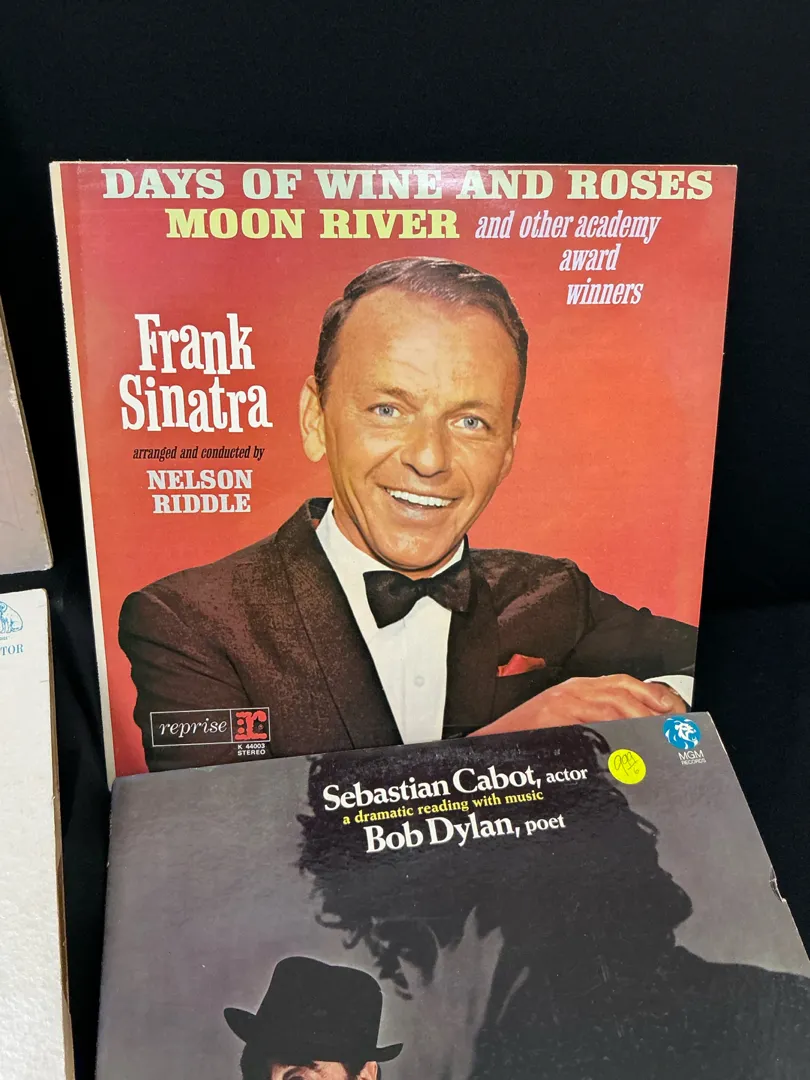 DAYS OF WINE AND ROSES
MOON RIVER and other academy
award
winners
Frank
Sinatra
arranged and conducted by
NELSON
RIDDLE
reprise r
K 44003
STEREO
TOR
MGM
RECORDS
Sebastian Cabot, actor
a dramatic reading with music
Bob Dylan, poet